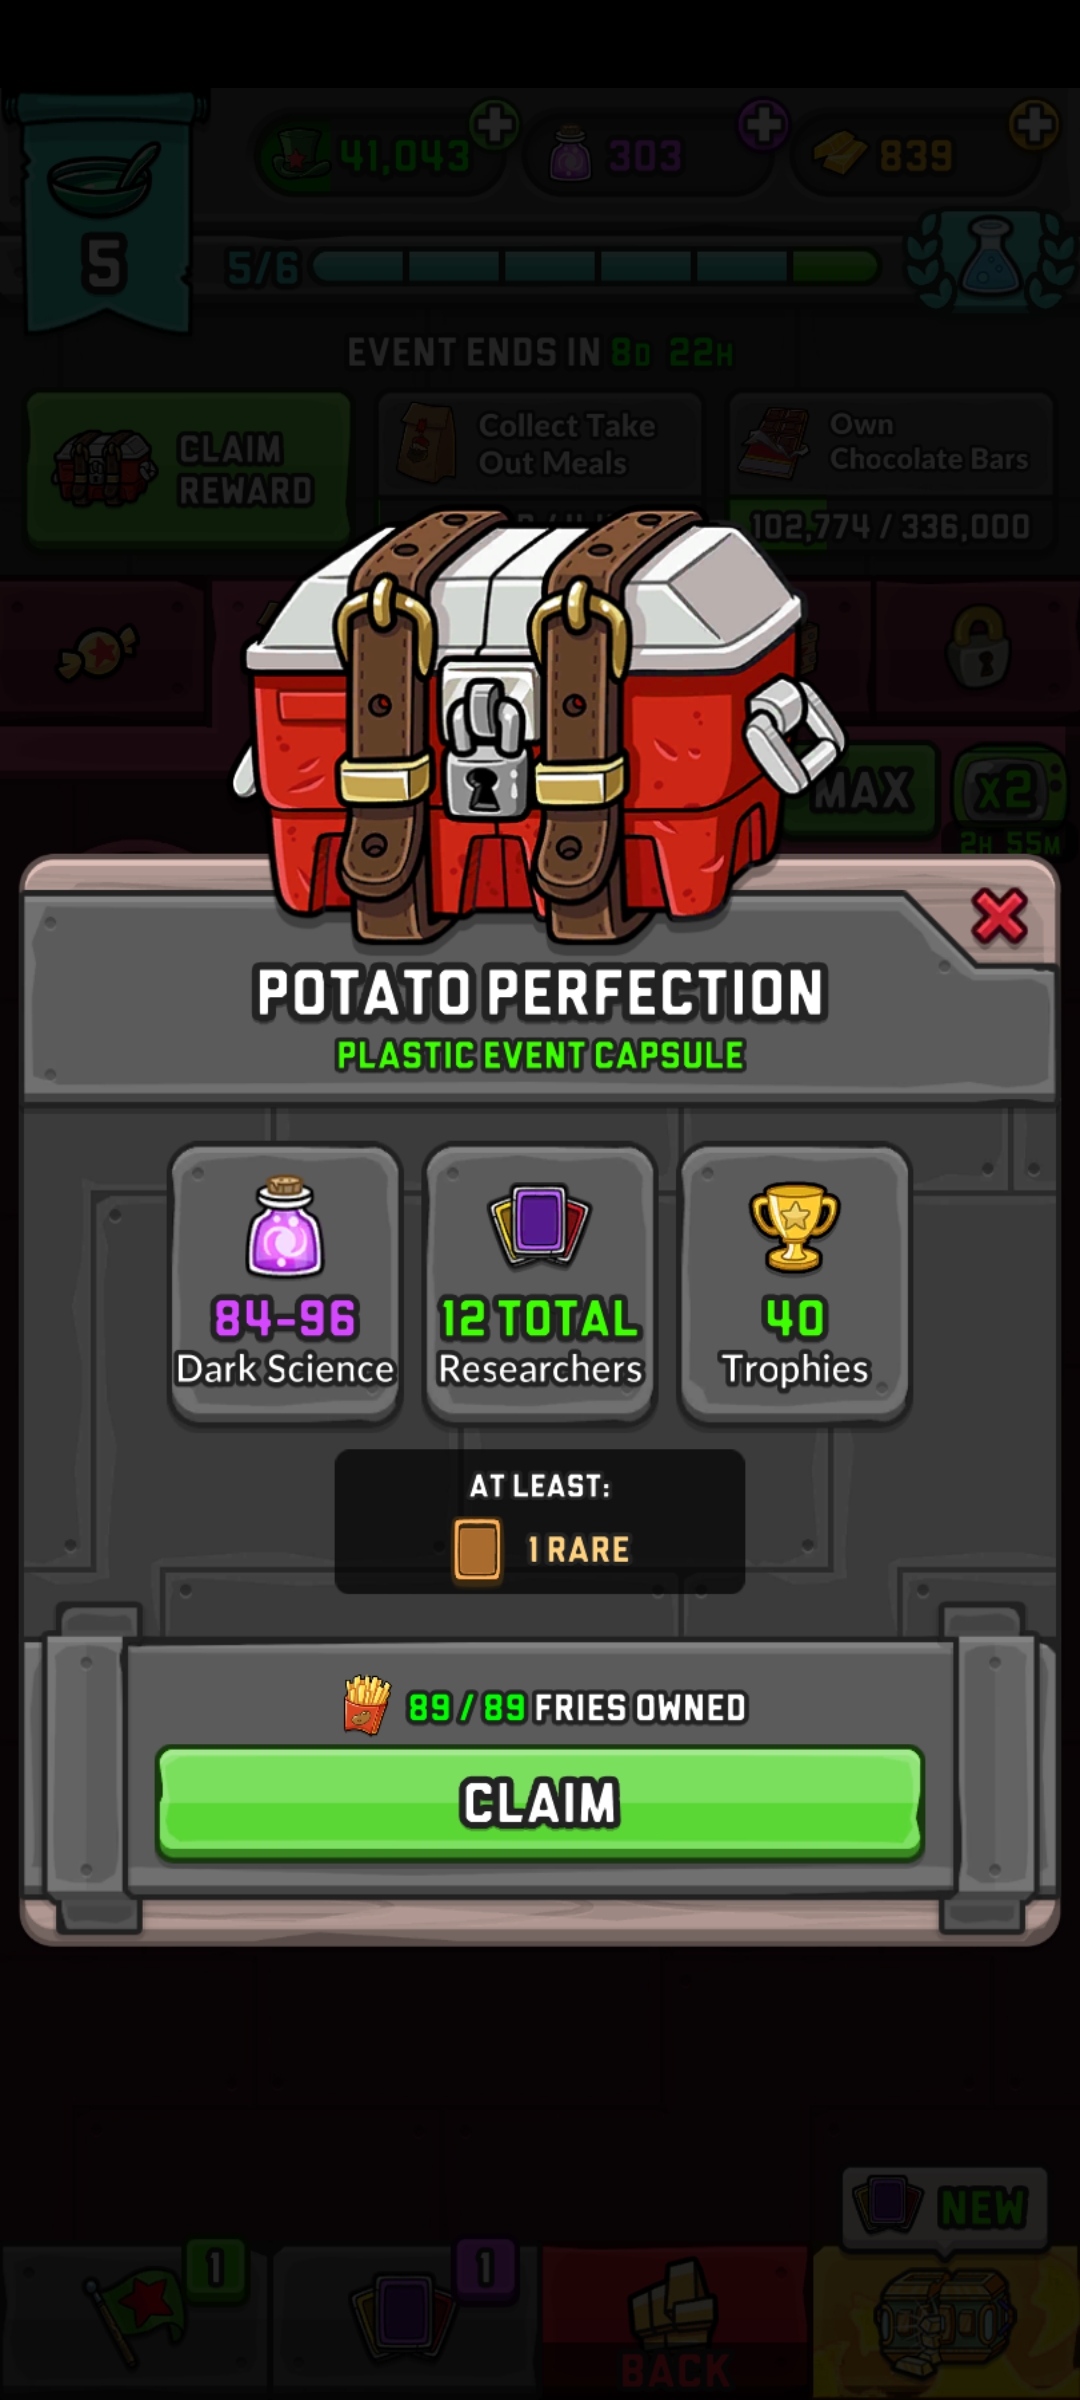 41,043
303
839
5
5/6
EVENT ENDS IN 8D 22H
CLAIM
REWARD
Collect Take
Out Meals
Own
Chocolate Bars
102,774 / 336,000
MAX
x2
2H 55M
POTATO PERFECTION
PLASTIC EVENT CAPSULE
84-96
Dark Science
12 TOTAL
Researchers
40
Trophies
AT LEAST:
1 RARE
89 / 89 FRIES OWNED
CLAIM
NEW
1
1
BACK